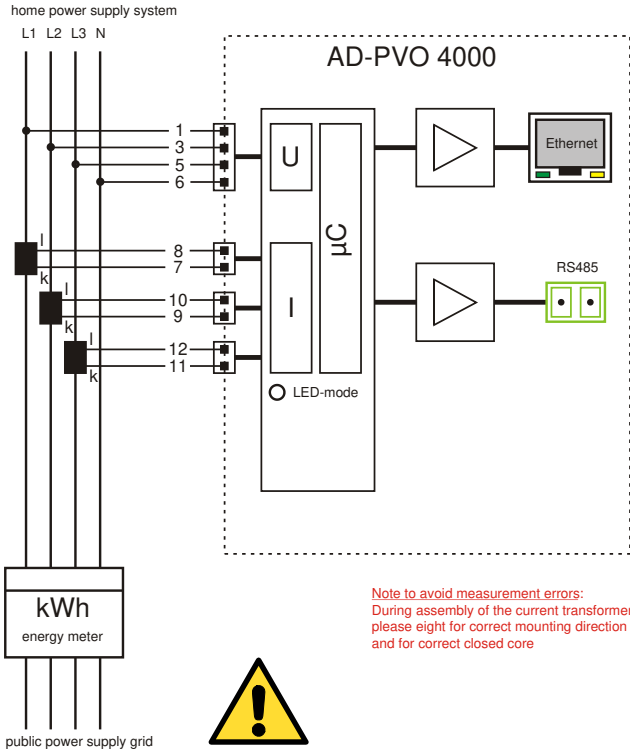 home power supply system
L1 L2 L3 N
AD-PVO 4000
1
3
5
6
U
µC
Ethernet
l
k
8
7
l
k
10
9
l
k
12
11
I
RS485
LED-mode
kWh
energy meter
Note to avoid measurement errors:
During assembly of the current transformer
please eight for correct mounting direction
and for correct closed core
!
public power supply grid